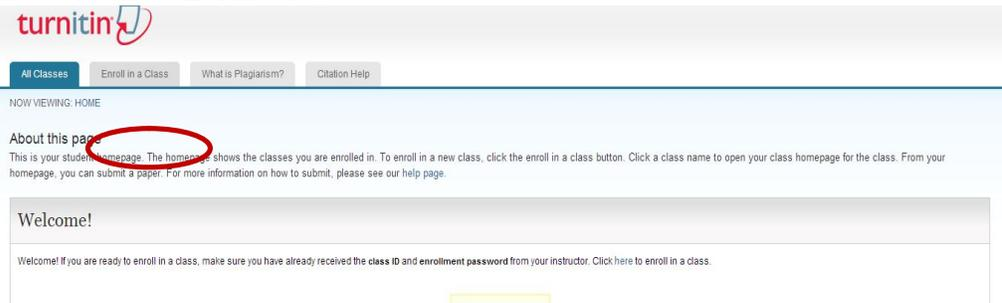 turnitin
All Classes Enroll in a Class What is Plagiarism? Citation Help
NOW VIEWING: HOME
About this page
This is your student homepage. The homepage shows the classes you are enrolled in. To enroll in a new class, click the enroll in a class button. Click a class name to open your class homepage for the class. From your
homepage, you can submit a paper. For more information on how to submit, please see our help page.
Welcome!
Welcome! If you are ready to enroll in a class, make sure you have already received the class ID and enrollment password from your instructor. Click here to enroll in a class.